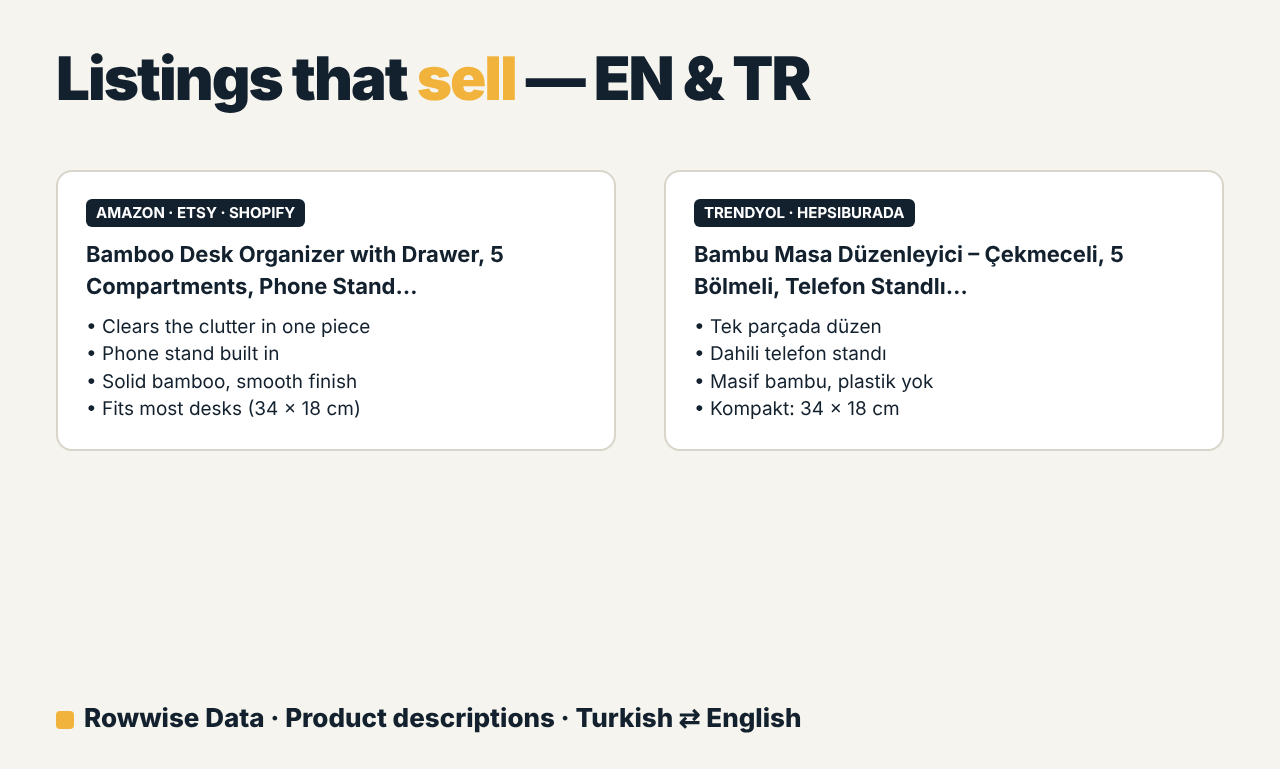 Listings that sell — EN & TR
AMAZON · ETSY · SHOPIFY
Bamboo Desk Organizer with Drawer, 5
Compartments, Phone Stand…
• Clears the clutter in one piece
• Phone stand built in
• Solid bamboo, smooth finish
• Fits most desks (34 × 18 cm)
TRENDYOL · HEPSIBURADA
Bambu Masa Düzenleyici – Çekmeceli, 5
Bölmeli, Telefon Standlı…
• Tek parçada düzen
• Dahili telefon standı
• Masif bambu, plastik yok
• Kompakt: 34 × 18 cm
Rowwise Data · Product descriptions · Turkish ⇄ English